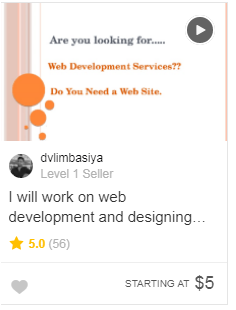 Are you looking for.....
Web Development Services??
Do You Need a Web Site.
dvlimbasiya
Level 1 Seller
I will work on web
development and designing...
5.0 (56)
STARTING AT $5